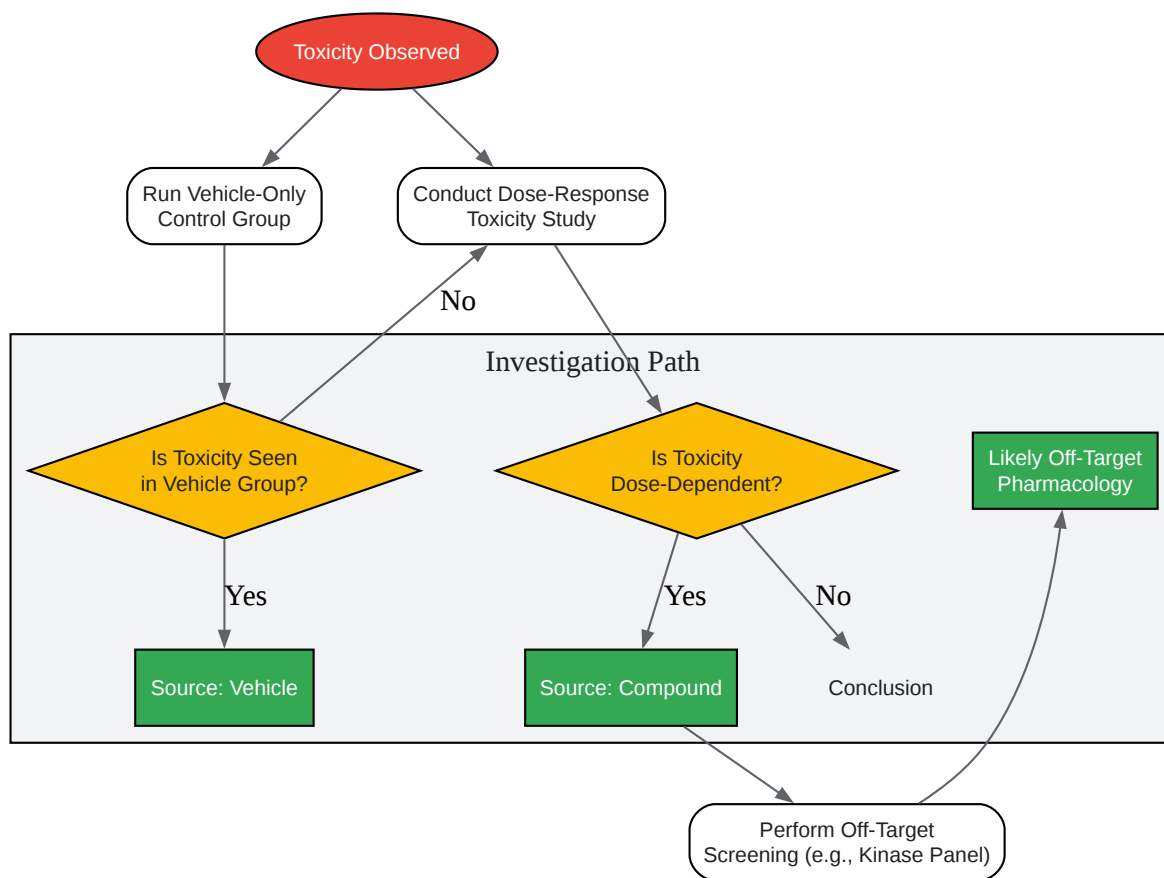 Toxicity Observed
Run Vehicle-Only
Control Group
Conduct Dose-Response
Toxicity Study
No
Investigation Path
Is Toxicity Seen
in Vehicle Group?
Is Toxicity
Dose-Dependent?
Likely Off-Target
Pharmacology
Yes
Yes
No
Source: Vehicle
Source: Compound
Conclusion
Perform Off-Target
Screening (e.g., Kinase Panel)